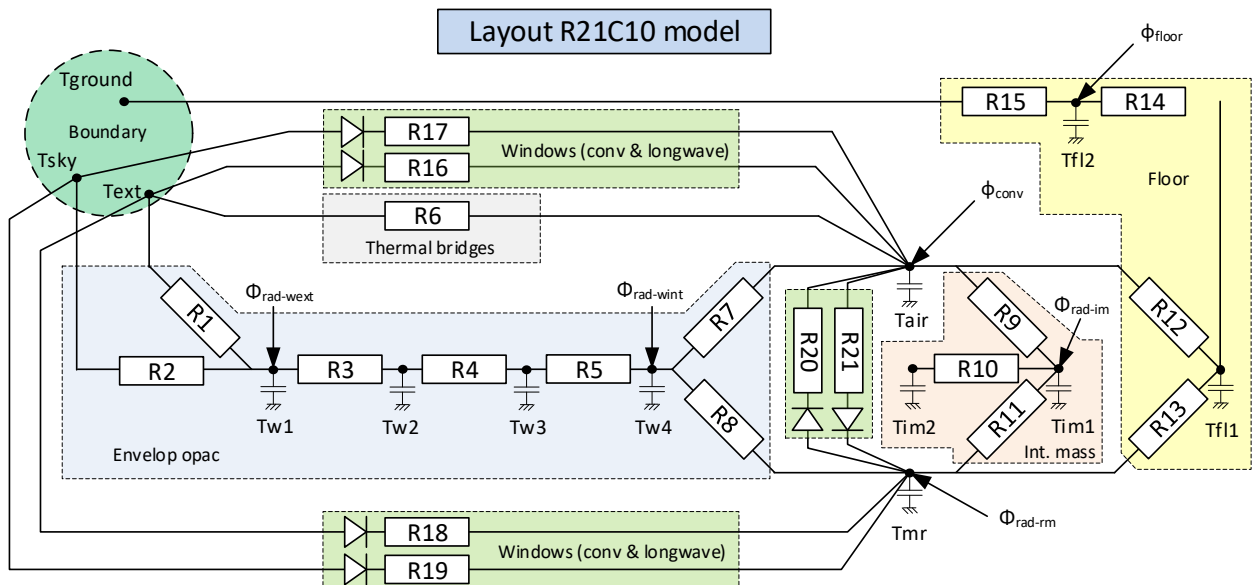 Layout R21C10 model
ϕfloor
Tground
Boundary
Tsky
Text
R17
R16
Windows (conv & longwave)
R6
Thermal bridges
R15
R14
Tfl2
Floor
ϕconv
Φrad-wext
Φrad-wint
R1
R2
R3
R4
R5
R7
R8
Tw1
Tw2
Tw3
Tw4
Envelop opac
Tair
R20
R21
R9
Φrad-im
R10
R11
Tim2
Tim1
Int. mass
R12
R13
Tfl1
Tmr
Φrad-rm
R18
R19
Windows (conv & longwave)